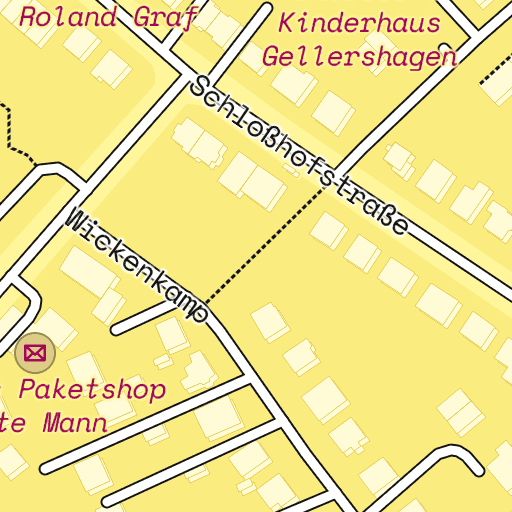 Roland Graf
Kinderhaus
Gellershagen
Schloßhofstraße
Wickenkamp
Paketshop
te Mann